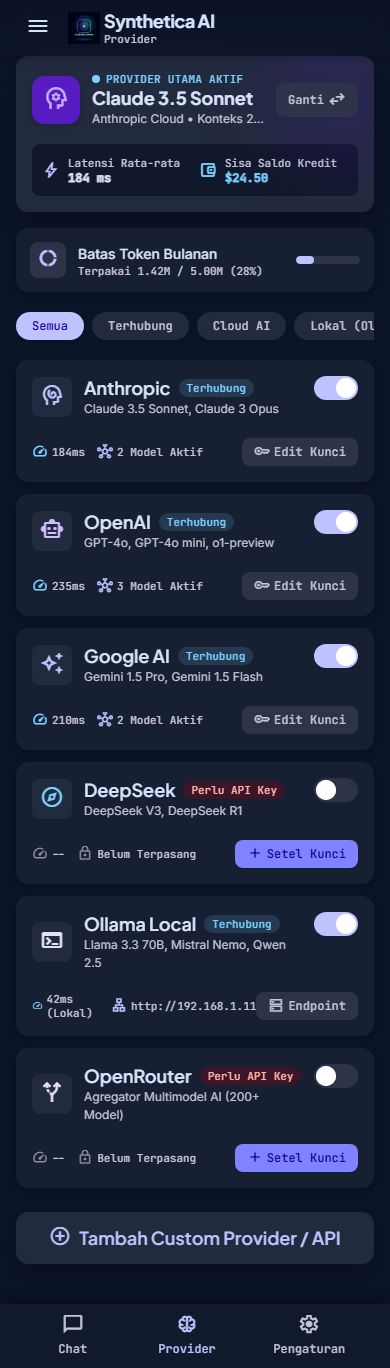 Synthetica AI
Provider
PROVIDER UTAMA AKTIF
Claude 3.5 Sonnet
Anthropic Cloud • Konteks 2...
Ganti
Latensi Rata-rata
184 ms
Sisa Saldo Kredit
$24.50
Batas Token Bulanan
Terpakai 1.42M / 5.00M (28%)
Semua Terhubung Cloud AI Lokal (Ol
Anthropic Terhubung
Claude 3.5 Sonnet, Claude 3 Opus
184ms 2 Model Aktif Edit Kunci
OpenAI Terhubung
GPT-4o, GPT-4o mini, o1-preview
235ms 3 Model Aktif Edit Kunci
Google AI Terhubung
Gemini 1.5 Pro, Gemini 1.5 Flash
210ms 2 Model Aktif Edit Kunci
DeepSeek Perlu API Key
DeepSeek V3, DeepSeek R1
-- Belum Terpasang Setel Kunci
Ollama Local Terhubung
Llama 3.3 70B, Mistral Nemo, Qwen
2.5
42ms
(Lokal)
http://192.168.1.11
Endpoint
OpenRouter Perlu API Key
Agregator Multimodel AI (200+
Model)
-- Belum Terpasang Setel Kunci
Tambah Custom Provider / API
Chat Provider Pengaturan